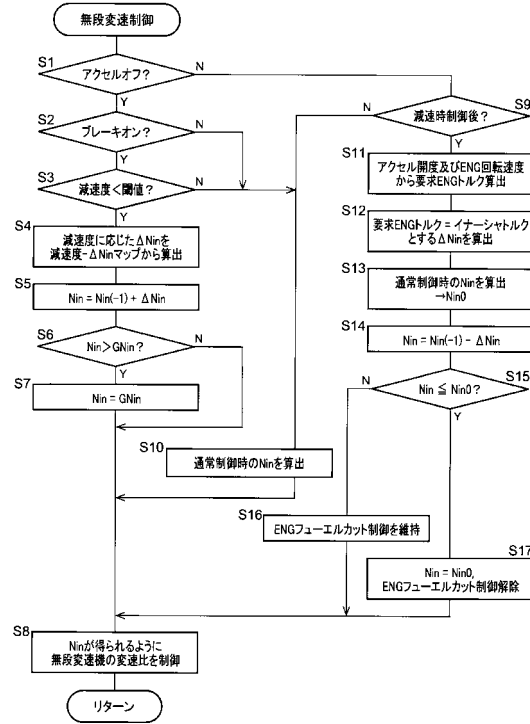 無段変速制御
S1
アクセルオフ?
N
Y
S2
ブレーキオン?
N
Y
S3
減速度<閾値?
N
Y
S4
減速度に応じたΔNinを
減速度-ΔNinマップから算出
S5
Nin = Nin(-1) + ΔNin
S6
Nin>GNin?
N
Y
S7
Nin = GNin
S9
減速時制御後?
N
Y
S11
アクセル開度及びENG回転速度
から要求ENGトルク算出
S12
要求ENGトルク = イナーシャトルク
とするΔNinを算出
S13
通常制御時のNinを算出
→Nin0
S14
Nin = Nin(-1) - ΔNin
S15
Nin ≦ Nin0?
N
Y
S10
通常制御時のNinを算出
S16
ENGフューエルカット制御を維持
S17
Nin = Nin0,
ENGフューエルカット制御解除
S8
Ninが得られるように
無段変速機の変速比を制御
リターン